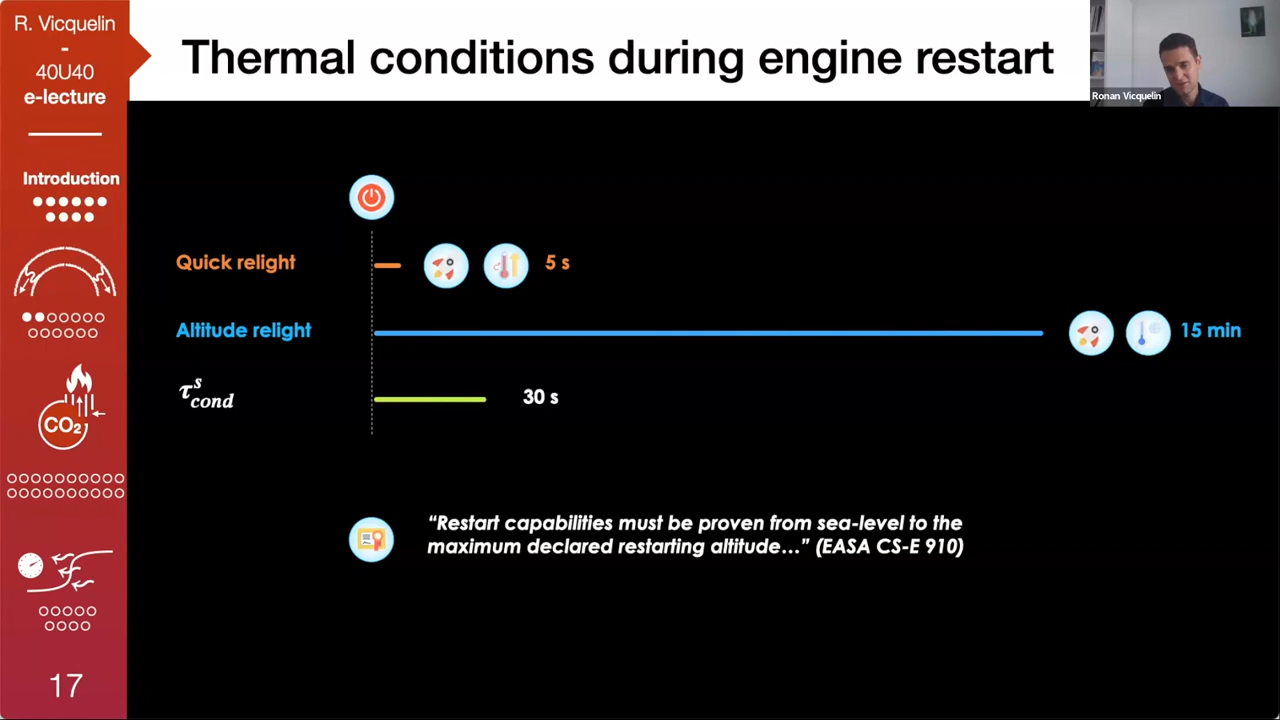 R. Vicquelin
-
40U40
e-lecture
Introduction
CO₂
17
Thermal conditions during engine restart
Ronan Vicquelin
Quick relight
5 s
Altitude relight
15 min
τ^s_cond
30 s
“Restart capabilities must be proven from sea-level to the
maximum declared restarting altitude…” (EASA CS-E 910)